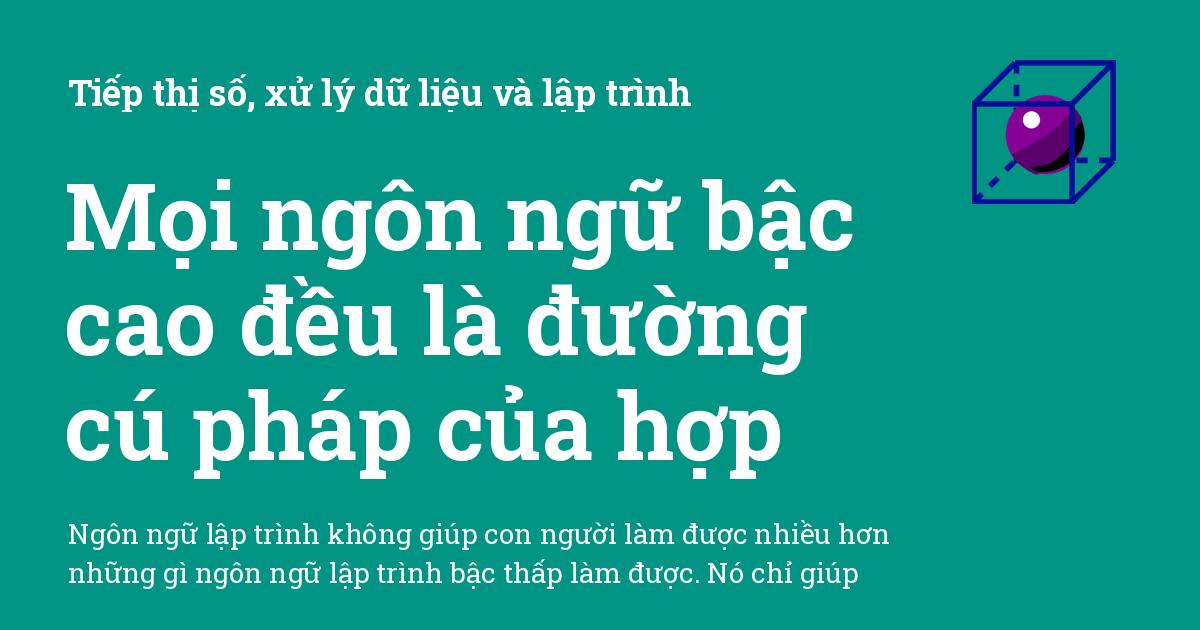 Tiếp thị số, xử lý dữ liệu và lập trình
Mọi ngôn ngữ bậc
cao đều là đường
cú pháp của hợp
Ngôn ngữ lập trình không giúp con người làm được nhiều hơn
những gì ngôn ngữ lập trình bậc thấp làm được. Nó chỉ giúp